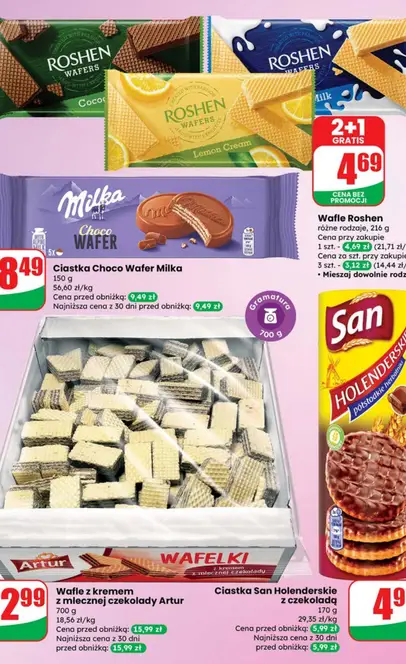 ROSHEN
WAFERS
ROSHEN
WAFERS
Milk
ROSHEN
WAFERS
Lemon Cream
2+1
GRATIS
4 69
CENA BEZ
PROMOCJI
Wafle Roshen
różne rodzaje, 216 g
Cena przy zakupie
1 szt. - 4,69 zł (21,71 zł/
Cena za szt. przy zakupie
3 szt. - 3,12 zł (14,44 zł/
• Mieszaj dowolnie rodz
Milka
Choco
WAFER
5x
8 49
Ciastka Choco Wafer Milka
150 g
56,60 zł/kg
Cena przed obniżką: 9,49 zł
Najniższa cena z 30 dni przed obniżką: 9,49 zł
Gramatura
700 g
San
HOLENDERSKIE
półsłodkie herbatniki
Artur
WAFELKI
z kremem
z mlecznej czekolady
2 99
Wafle z kremem
z mlecznej czekolady Artur
700 g
18,56 zł/kg
Cena przed obniżką: 15,99 zł
Najniższa cena z 30 dni
przed obniżką: 15,99 zł
Ciastka San Holenderskie
z czekoladą
170 g
29,35 zł/kg
Cena przed obniżką: 5,99 zł
Najniższa cena z 30 dni
przed obniżką: 5,99 zł
4 9